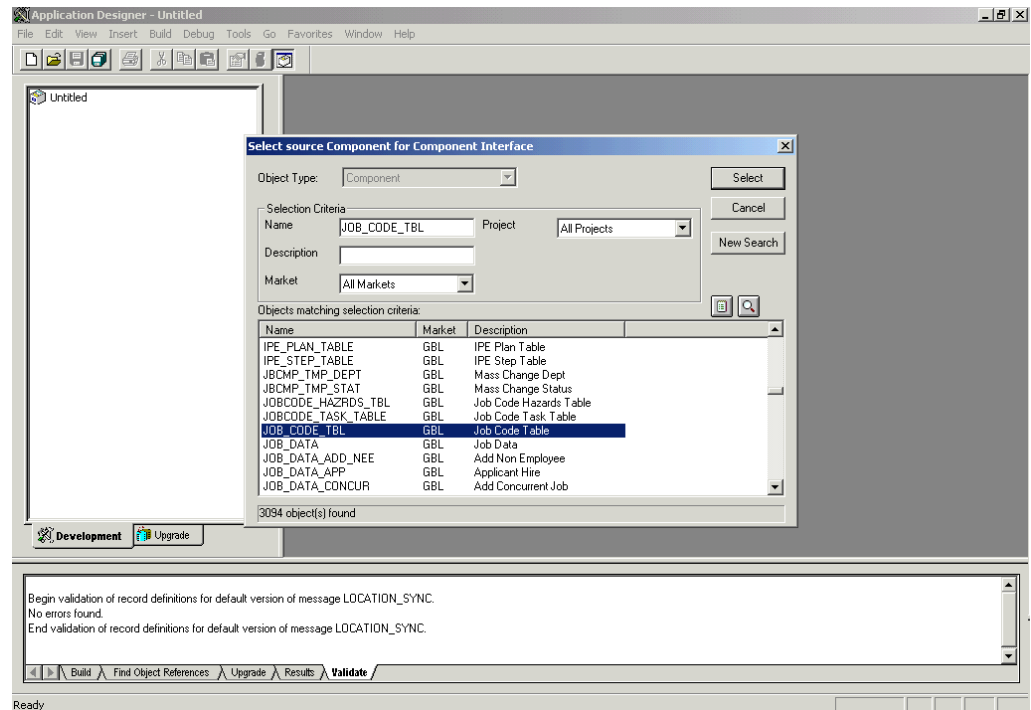 Application Designer - Untitled
File Edit View Insert Build Debug Tools Go Favorites Window Help
Untitled
Select source Component for Component Interface
Object Type: Component
Select
Selection Criteria
Cancel
Name JOB_CODE_TBL Project All Projects
New Search
Description
Market All Markets
Objects matching selection criteria:
Name Market Description
IPE_PLAN_TABLE GBL IPE Plan Table
IPE_STEP_TABLE GBL IPE Step Table
JBCMP_TMP_DEPT GBL Mass Change Dept
JBCMP_TMP_STAT GBL Mass Change Status
JOBCODE_HAZRDS_TBL GBL Job Code Hazards Table
JOBCODE_TASK_TABLE GBL Job Code Task Table
JOB_CODE_TBL GBL Job Code Table
JOB_DATA GBL Job Data
JOB_DATA_ADD_NEE GBL Add Non Employee
JOB_DATA_APP GBL Applicant Hire
JOB_DATA_CONCUR GBL Add Concurrent Job
3094 object(s) found
Development Upgrade
Begin validation of record definitions for default version of message LOCATION_SYNC.
No errors found.
End validation of record definitions for default version of message LOCATION_SYNC.
Build Find Object References Upgrade Results Validate
Ready